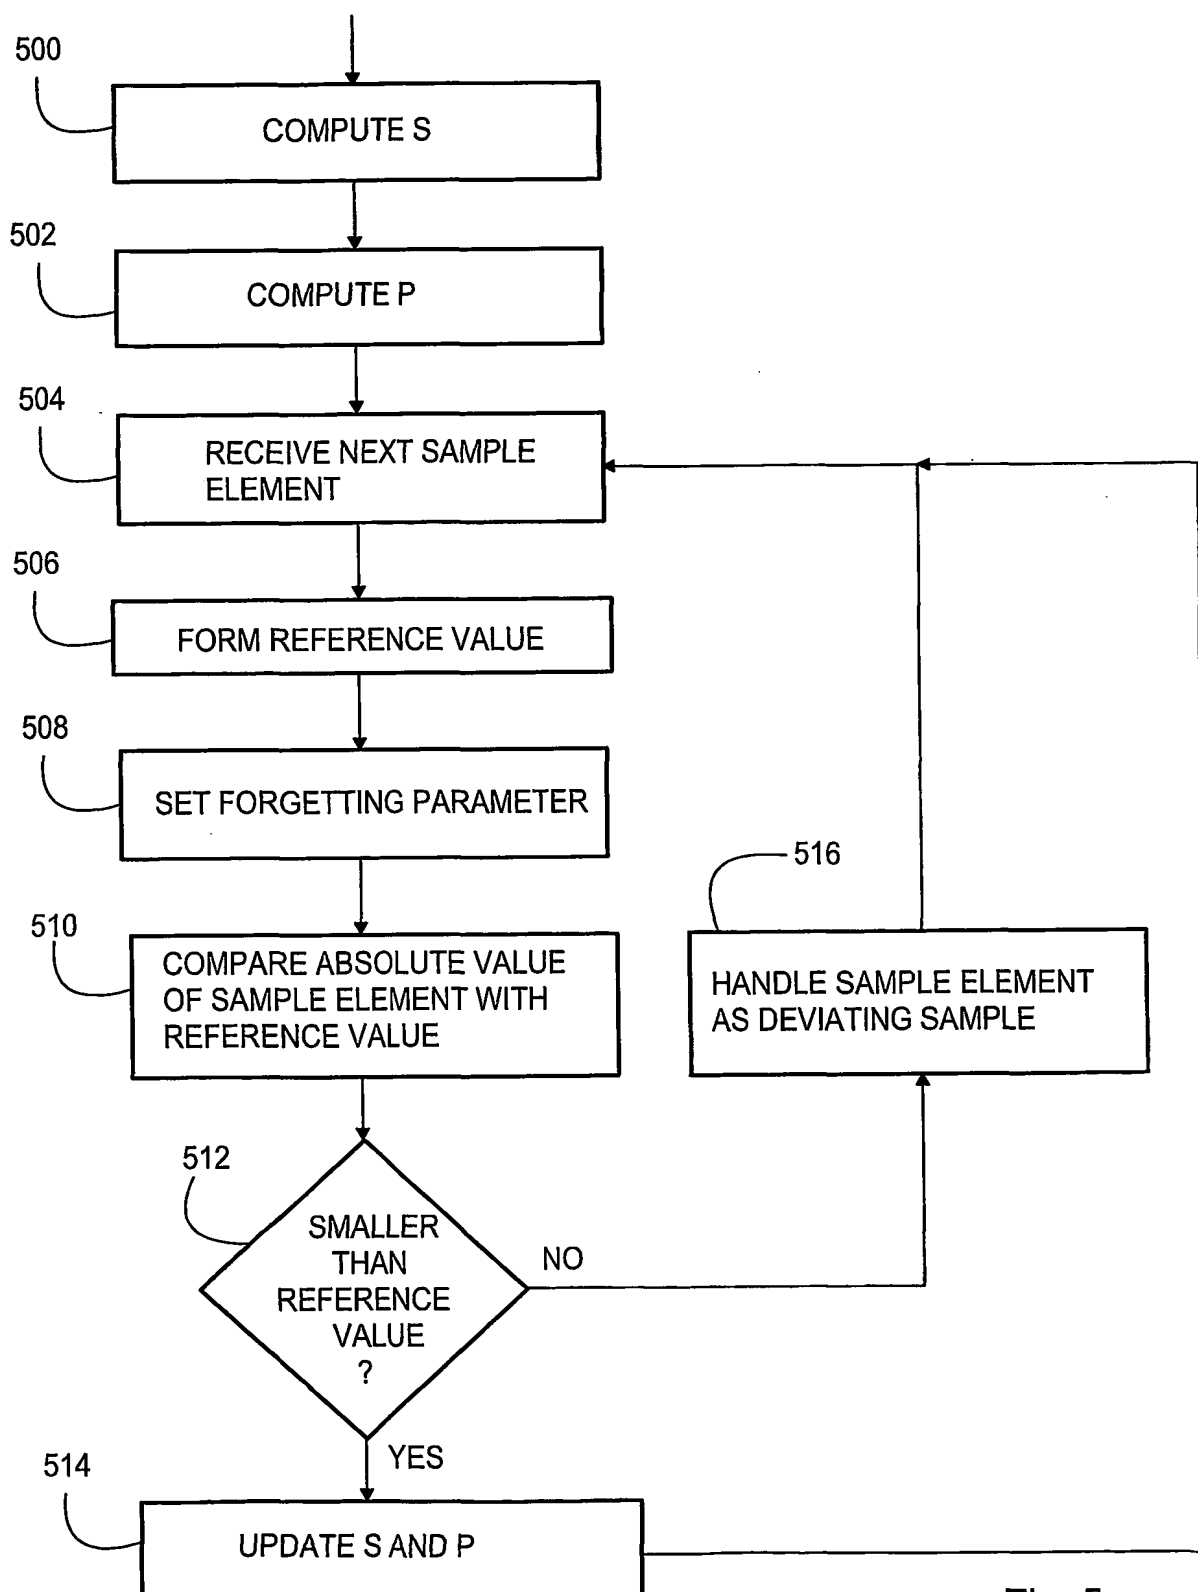 500
COMPUTE S
502
COMPUTE P
504
RECEIVE NEXT SAMPLE
ELEMENT
506
FORM REFERENCE VALUE
508
SET FORGETTING PARAMETER
516
510
COMPARE ABSOLUTE VALUE
OF SAMPLE ELEMENT WITH
REFERENCE VALUE
HANDLE SAMPLE ELEMENT
AS DEVIATING SAMPLE
512
SMALLER
THAN
REFERENCE
VALUE
?
NO
YES
514
UPDATE S AND P